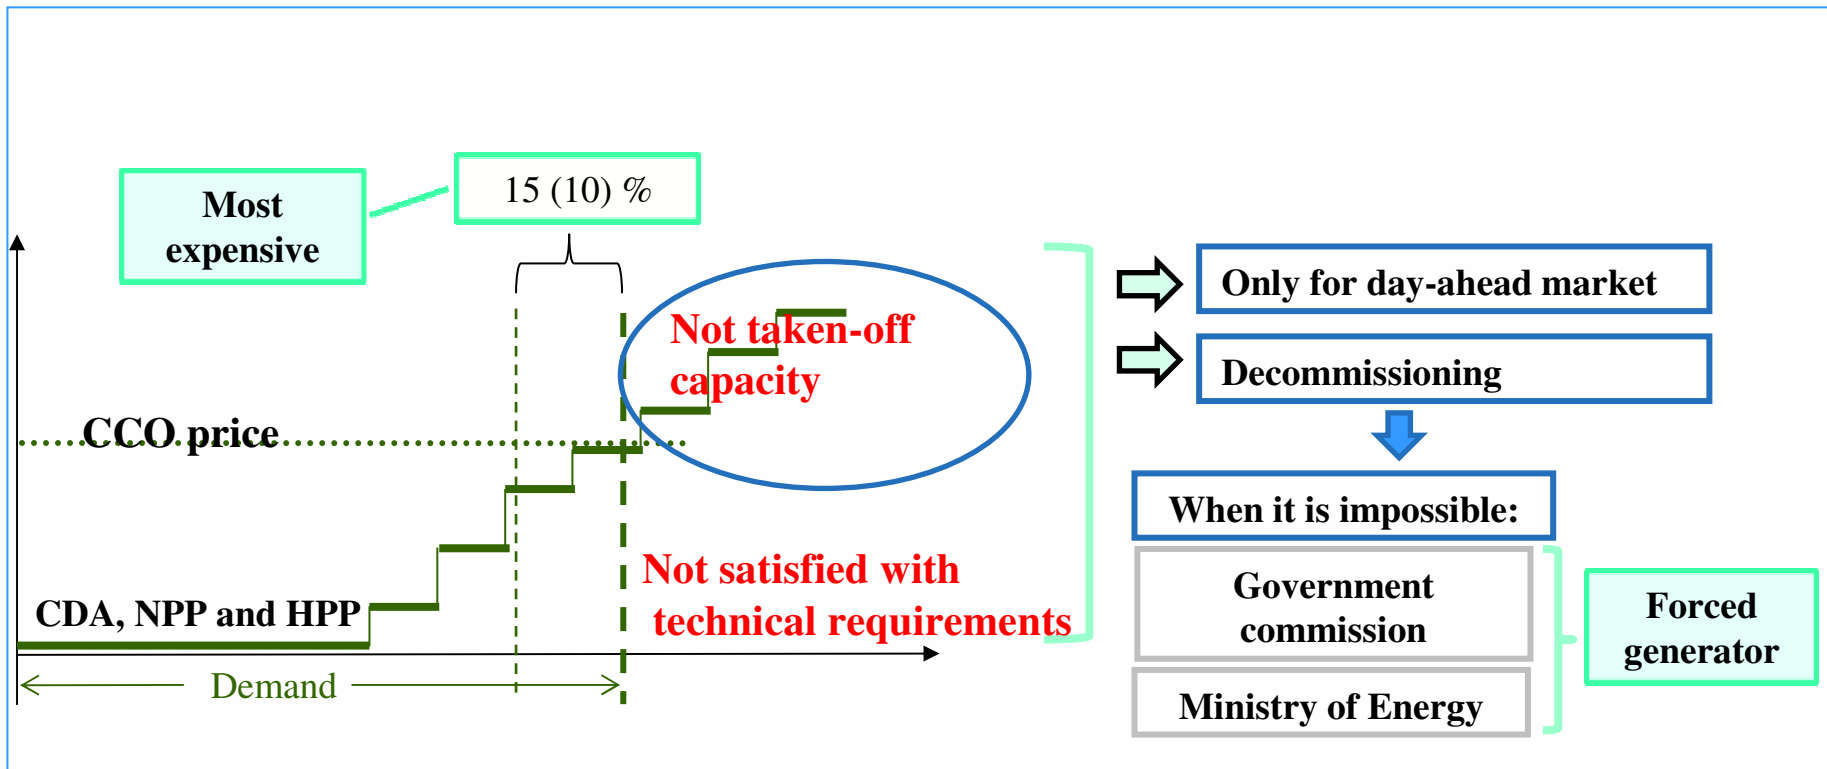 Most
expensive
15 (10) %
Not taken-off
capacity
CCO price
Not satisfied with
technical requirements
CDA, NPP and HPP
Demand
Only for day-ahead market
Decommissioning
When it is impossible:
Government
commission
Ministry of Energy
Forced
generator